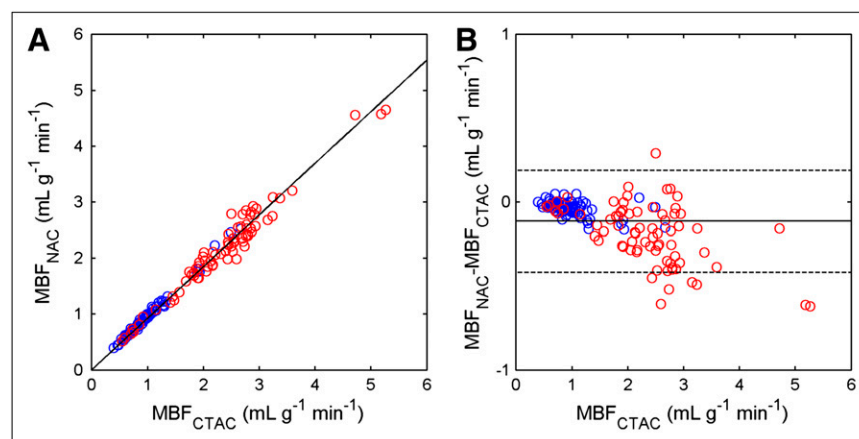 A
B
MBF_NAC (mL g⁻¹ min⁻¹)
6
5
4
3
2
1
0
0 1 2 3 4 5 6
MBF_CTAC (mL g⁻¹ min⁻¹)
MBF_NAC-MBF_CTAC (mL g⁻¹ min⁻¹)
1
0
-1
0 1 2 3 4 5 6
MBF_CTAC (mL g⁻¹ min⁻¹)